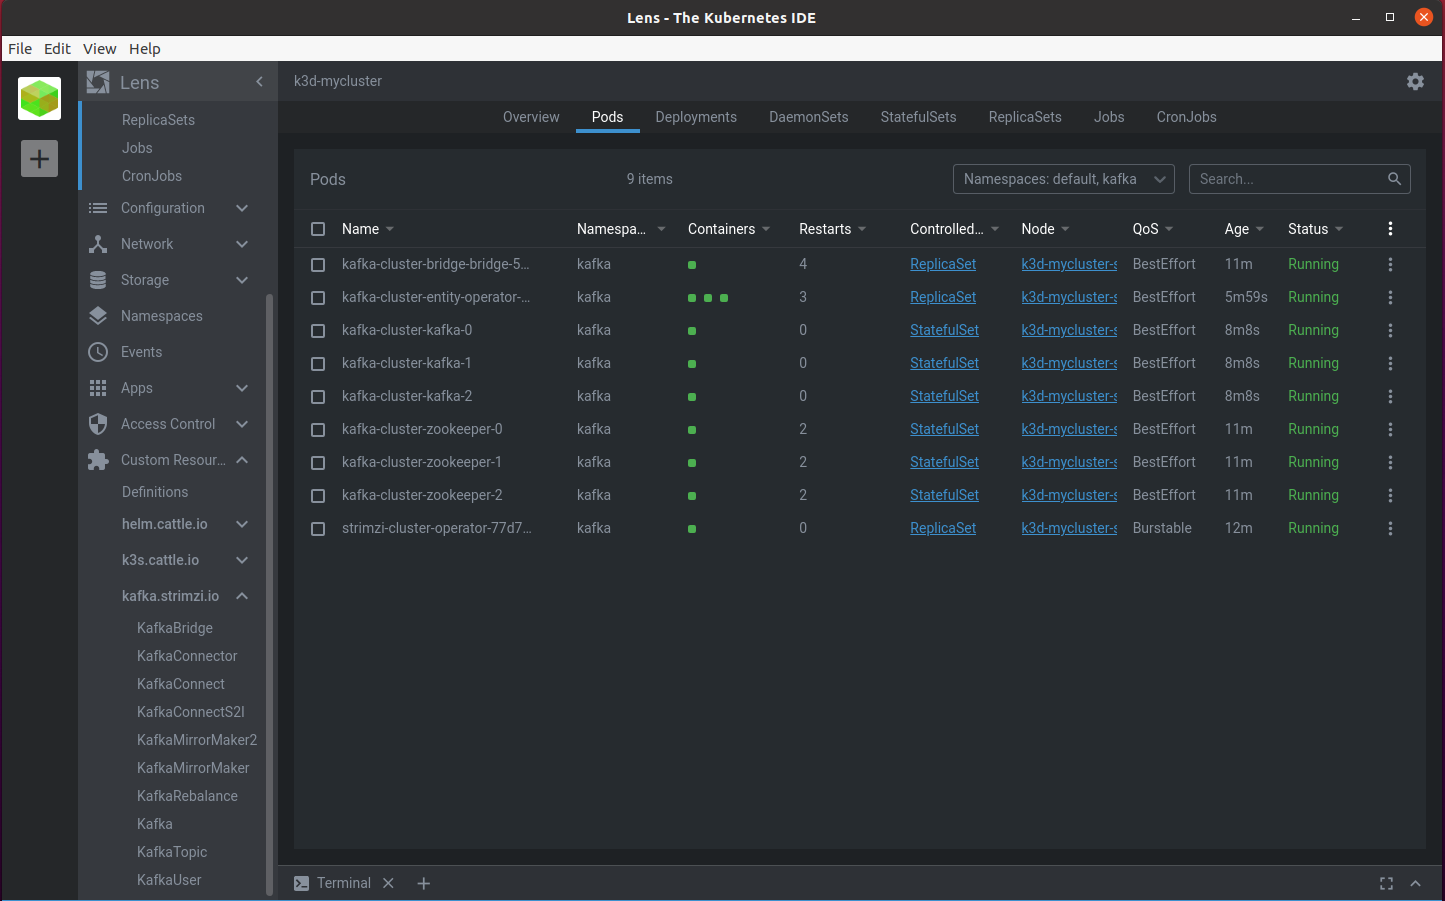 Lens - The Kubernetes IDE
File Edit View Help
Lens
k3d-mycluster
ReplicaSets
Jobs
CronJobs
Configuration
Network
Storage
Namespaces
Events
Apps
Access Control
Custom Resour...
Definitions
helm.cattle.io
k3s.cattle.io
kafka.strimzi.io
KafkaBridge
KafkaConnector
KafkaConnect
KafkaConnectS2I
KafkaMirrorMaker2
KafkaMirrorMaker
KafkaRebalance
Kafka
KafkaTopic
KafkaUser
Overview Pods Deployments DaemonSets StatefulSets ReplicaSets Jobs CronJobs
Pods 9 items Namespaces: default, kafka Search...
Name Namespa... Containers Restarts Controlled... Node QoS Age Status
kafka-cluster-bridge-bridge-5... kafka 4 ReplicaSet k3d-mycluster-s BestEffort 11m Running
kafka-cluster-entity-operator-... kafka 3 ReplicaSet k3d-mycluster-s BestEffort 5m59s Running
kafka-cluster-kafka-0 kafka 0 StatefulSet k3d-mycluster-s BestEffort 8m8s Running
kafka-cluster-kafka-1 kafka 0 StatefulSet k3d-mycluster-s BestEffort 8m8s Running
kafka-cluster-kafka-2 kafka 0 StatefulSet k3d-mycluster-s BestEffort 8m8s Running
kafka-cluster-zookeeper-0 kafka 2 StatefulSet k3d-mycluster-s BestEffort 11m Running
kafka-cluster-zookeeper-1 kafka 2 StatefulSet k3d-mycluster-s BestEffort 11m Running
kafka-cluster-zookeeper-2 kafka 2 StatefulSet k3d-mycluster-s BestEffort 11m Running
strimzi-cluster-operator-77d7... kafka 0 ReplicaSet k3d-mycluster-s Burstable 12m Running
Terminal